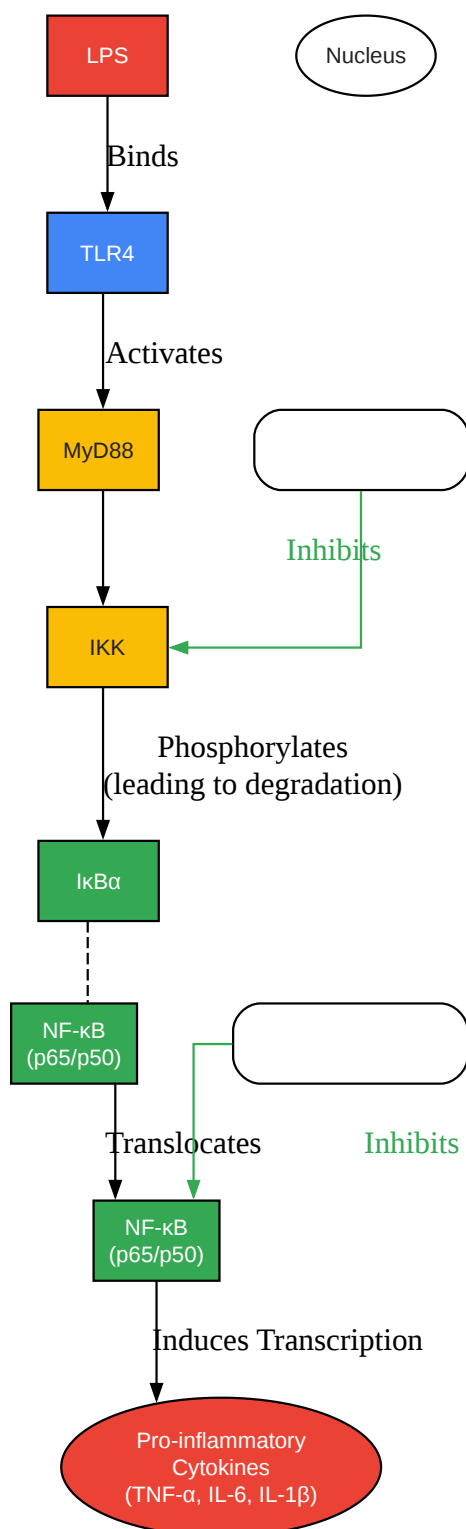 LPS
Nucleus
Binds
TLR4
Activates
MyD88
Inhibits
IKK
Phosphorylates
(leading to degradation)
IκBα
NF-κB
(p65/p50)
Translocates
Inhibits
NF-κB
(p65/p50)
Induces Transcription
Pro-inflammatory
Cytokines
(TNF-α, IL-6, IL-1β)